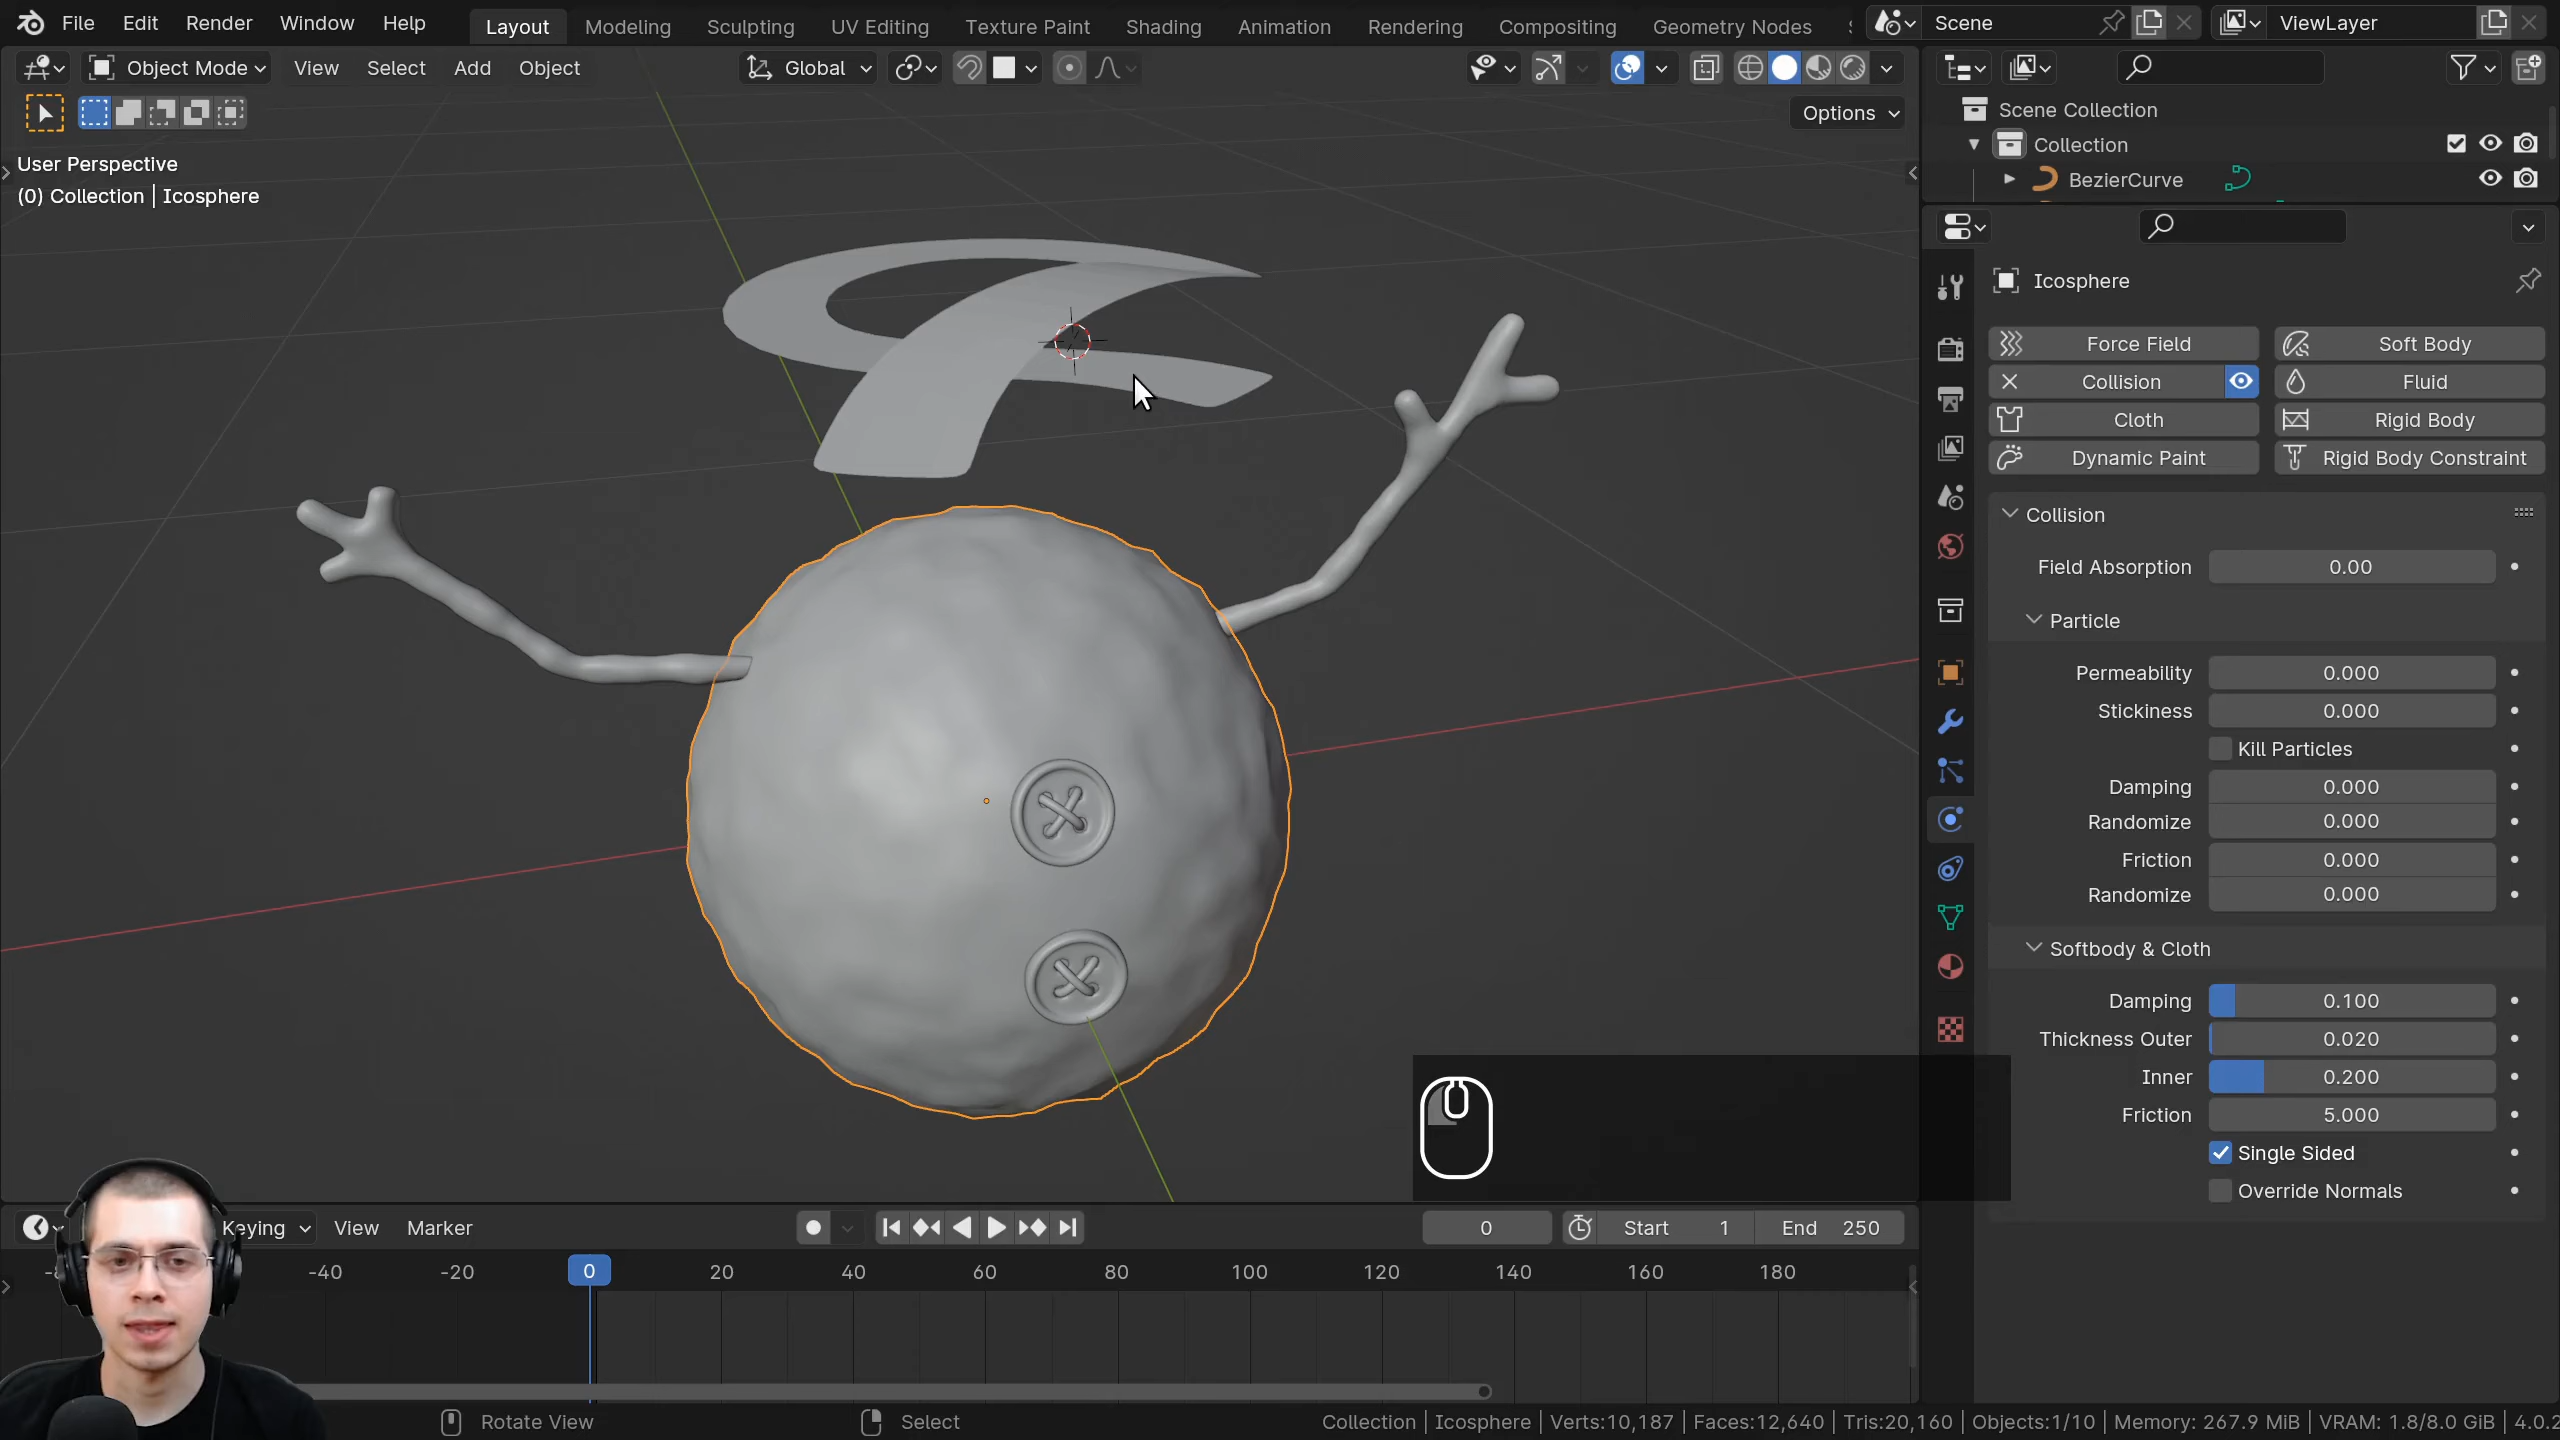 File Edit Render Window Help Layout Modeling Sculpting UV Editing Texture Paint Shading Animation Rendering Compositing Geometry Nodes Scene ViewLayer
Object Mode View Select Add Object Global
Options
User Perspective
(0) Collection | Icosphere
Scene Collection
Collection
BezierCurve
Icosphere
Force Field Soft Body
Collision Fluid
Cloth Rigid Body
Dynamic Paint Rigid Body Constraint
Collision
Field Absorption 0.00
Particle
Permeability 0.000
Stickiness 0.000
Kill Particles
Damping 0.000
Randomize 0.000
Friction 0.000
Randomize 0.000
Softbody & Cloth
Damping 0.100
Thickness Outer 0.020
Inner 0.200
Friction 5.000
Single Sided
Override Normals
Keying View Marker 0 Start 1 End 250
-40 -20 0 20 40 60 80 100 120 140 160 180
Rotate View Select Collection | Icosphere | Verts:10,187 | Faces:12,640 | Tris:20,160 | Objects:1/10 | Memory: 267.9 MiB | VRAM: 1.8/8.0 GiB | 4.0.2